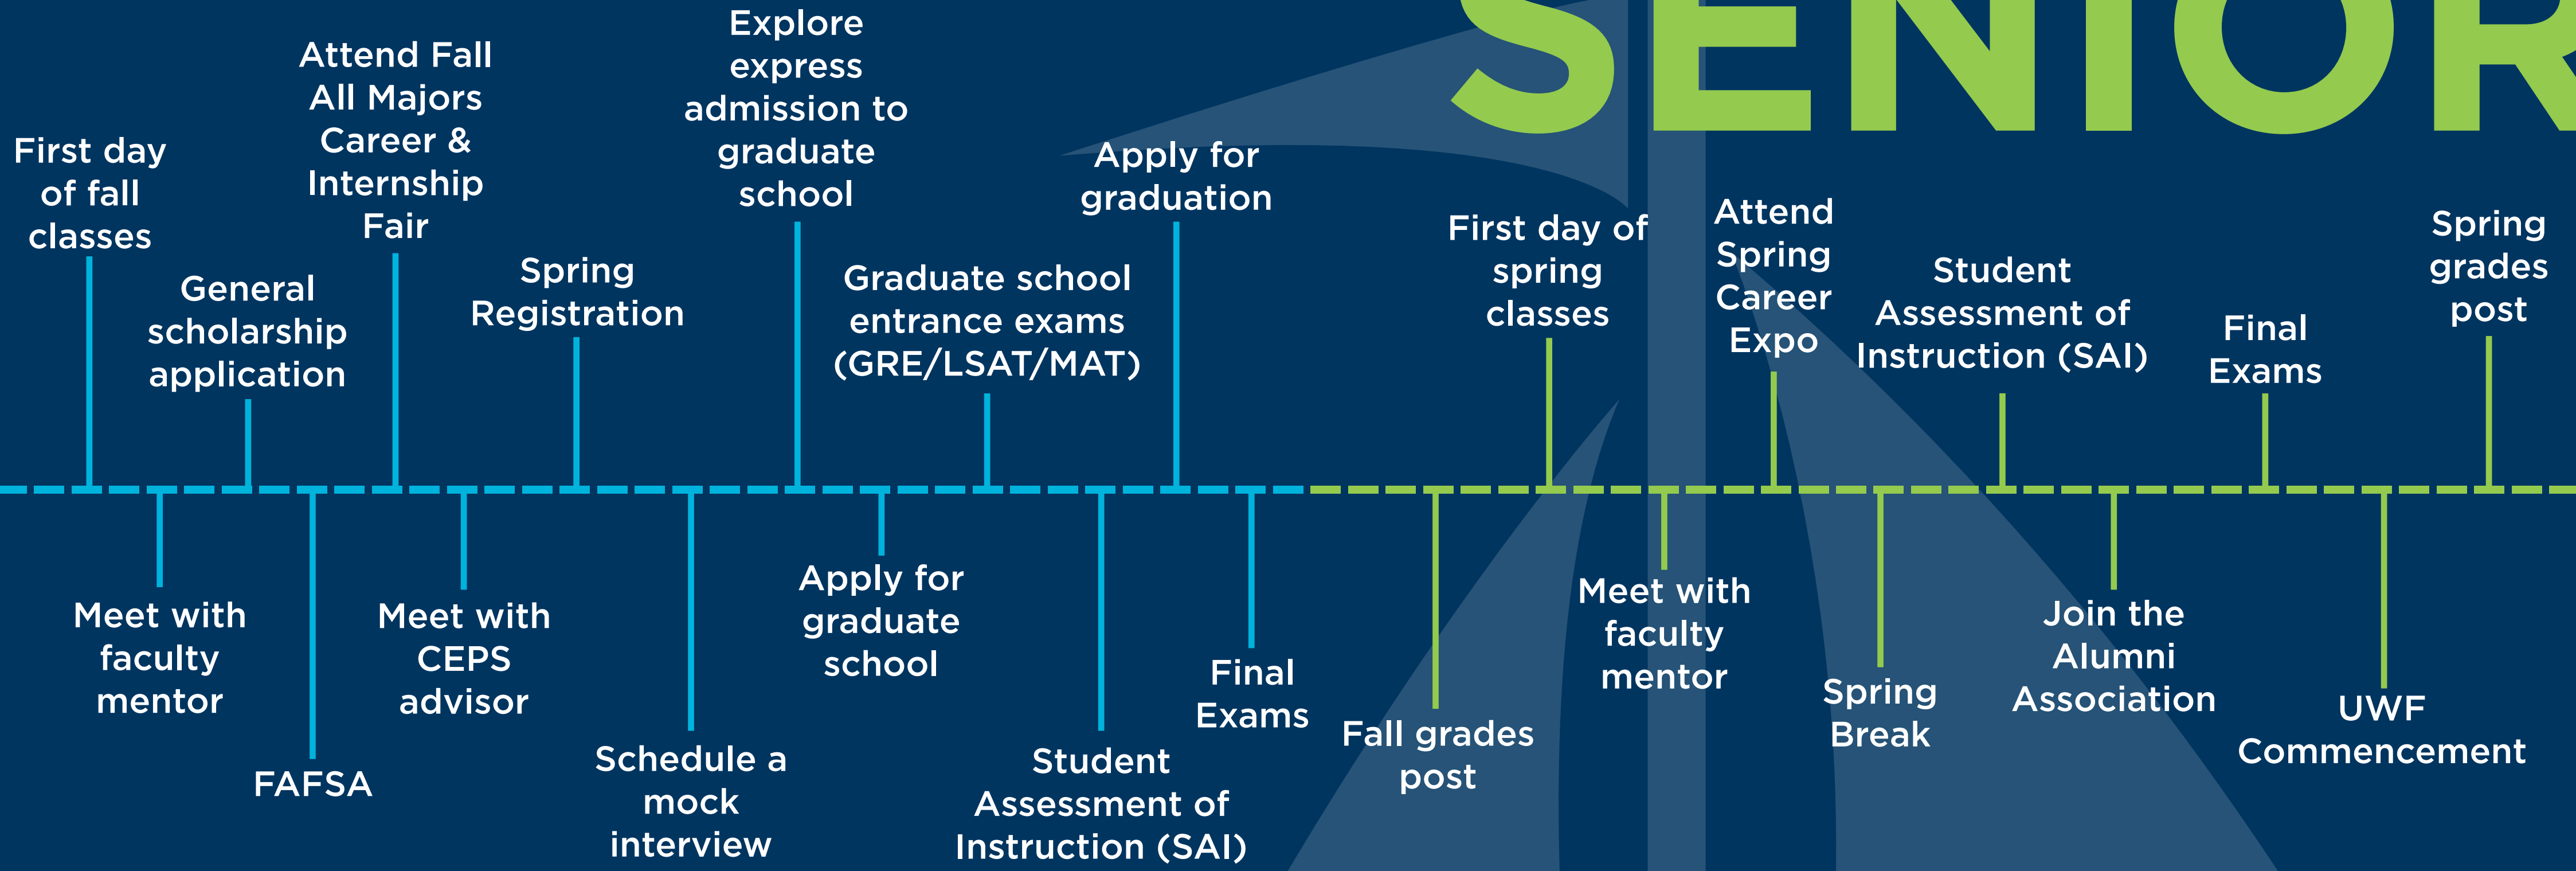 SENIOR
First day
of fall
classes
Meet with
faculty
mentor
General
scholarship
application
FAFSA
Attend Fall
All Majors
Career &
Internship
Fair
Meet with
CEPS
advisor
Spring
Registration
Schedule a
mock
interview
Explore
express
admission to
graduate
school
Apply for
graduate
school
Graduate school
entrance exams
(GRE/LSAT/MAT)
Student
Assessment of
Instruction (SAI)
Apply for
graduation
Final
Exams
Fall grades
post
First day of
spring
classes
Meet with
faculty
mentor
Attend
Spring
Career
Expo
Spring
Break
Student
Assessment of
Instruction (SAI)
Join the
Alumni
Association
Final
Exams
UWF
Commencement
Spring
grades
post